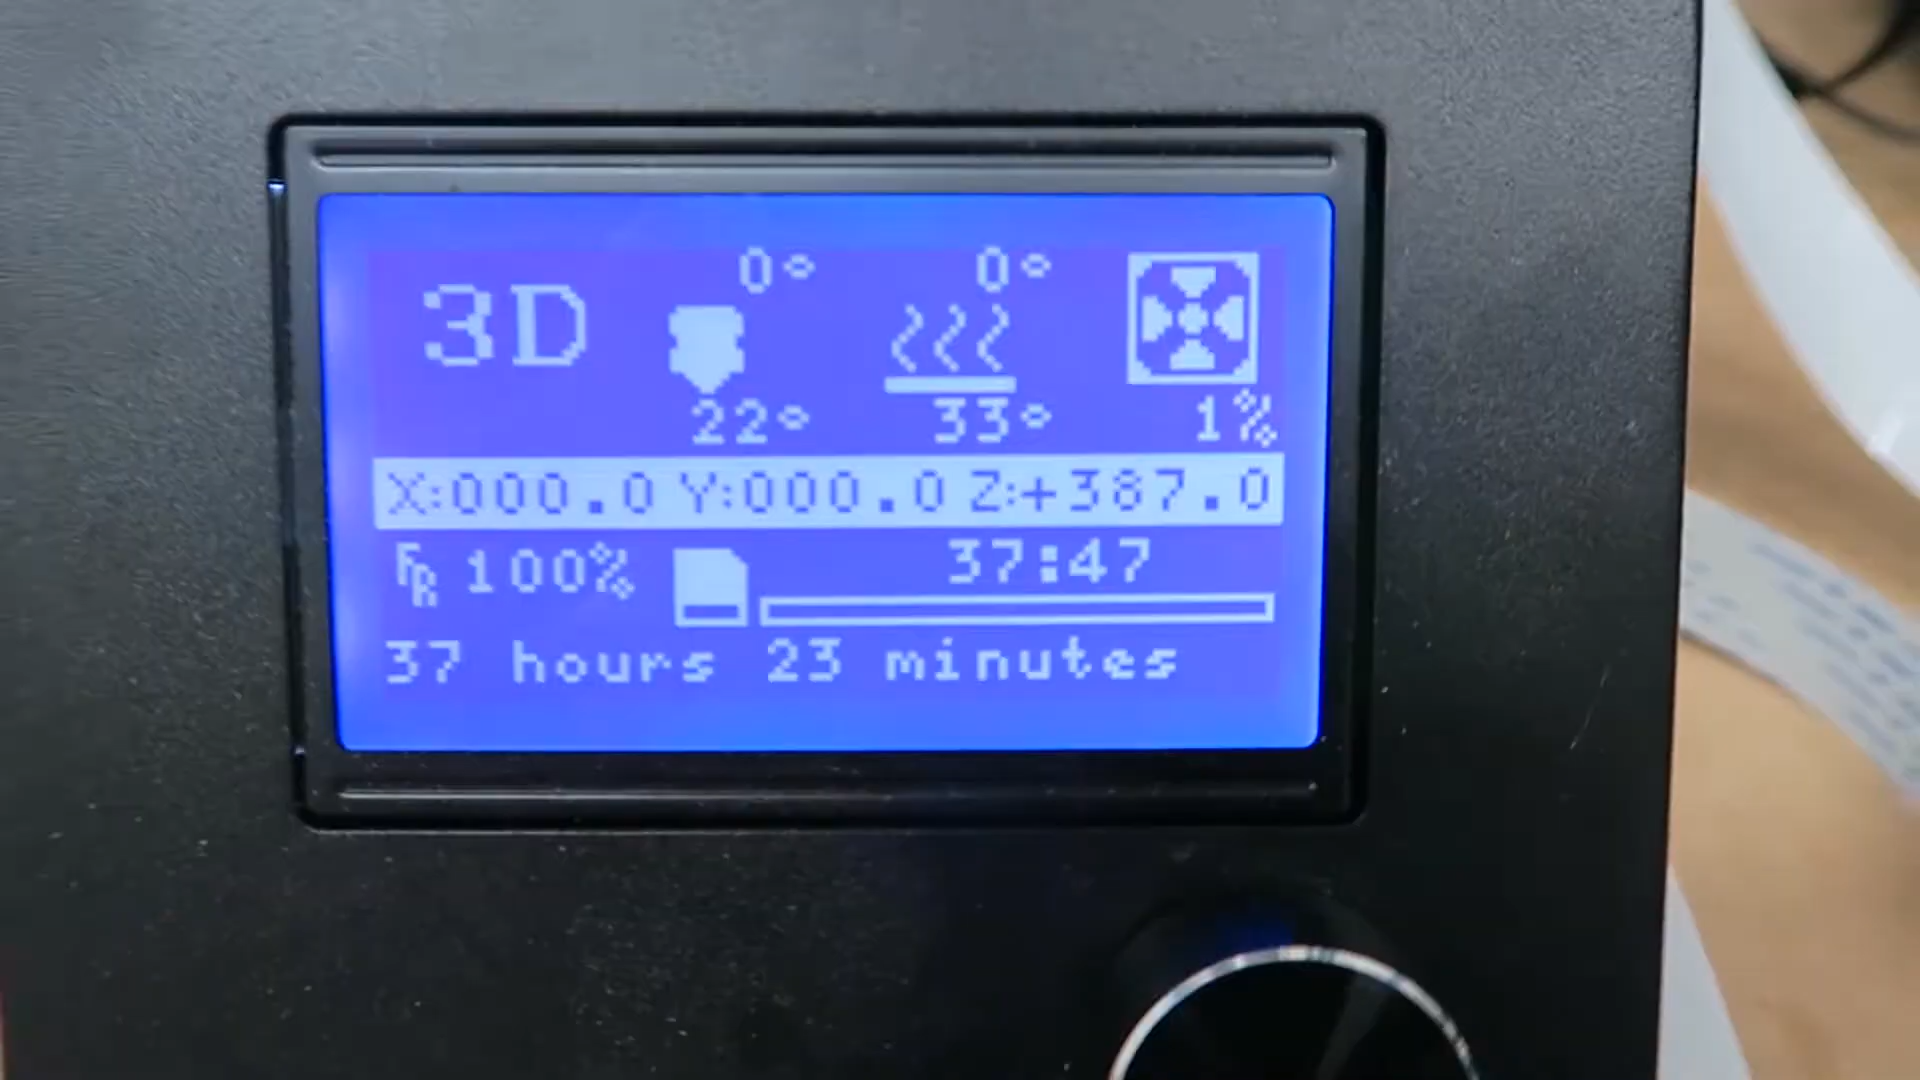 0° 0°
3D
22° 33° 1%
X:000.0 Y:000.0 Z:+387.0
FR 100% 37:47
37 hours 23 minutes